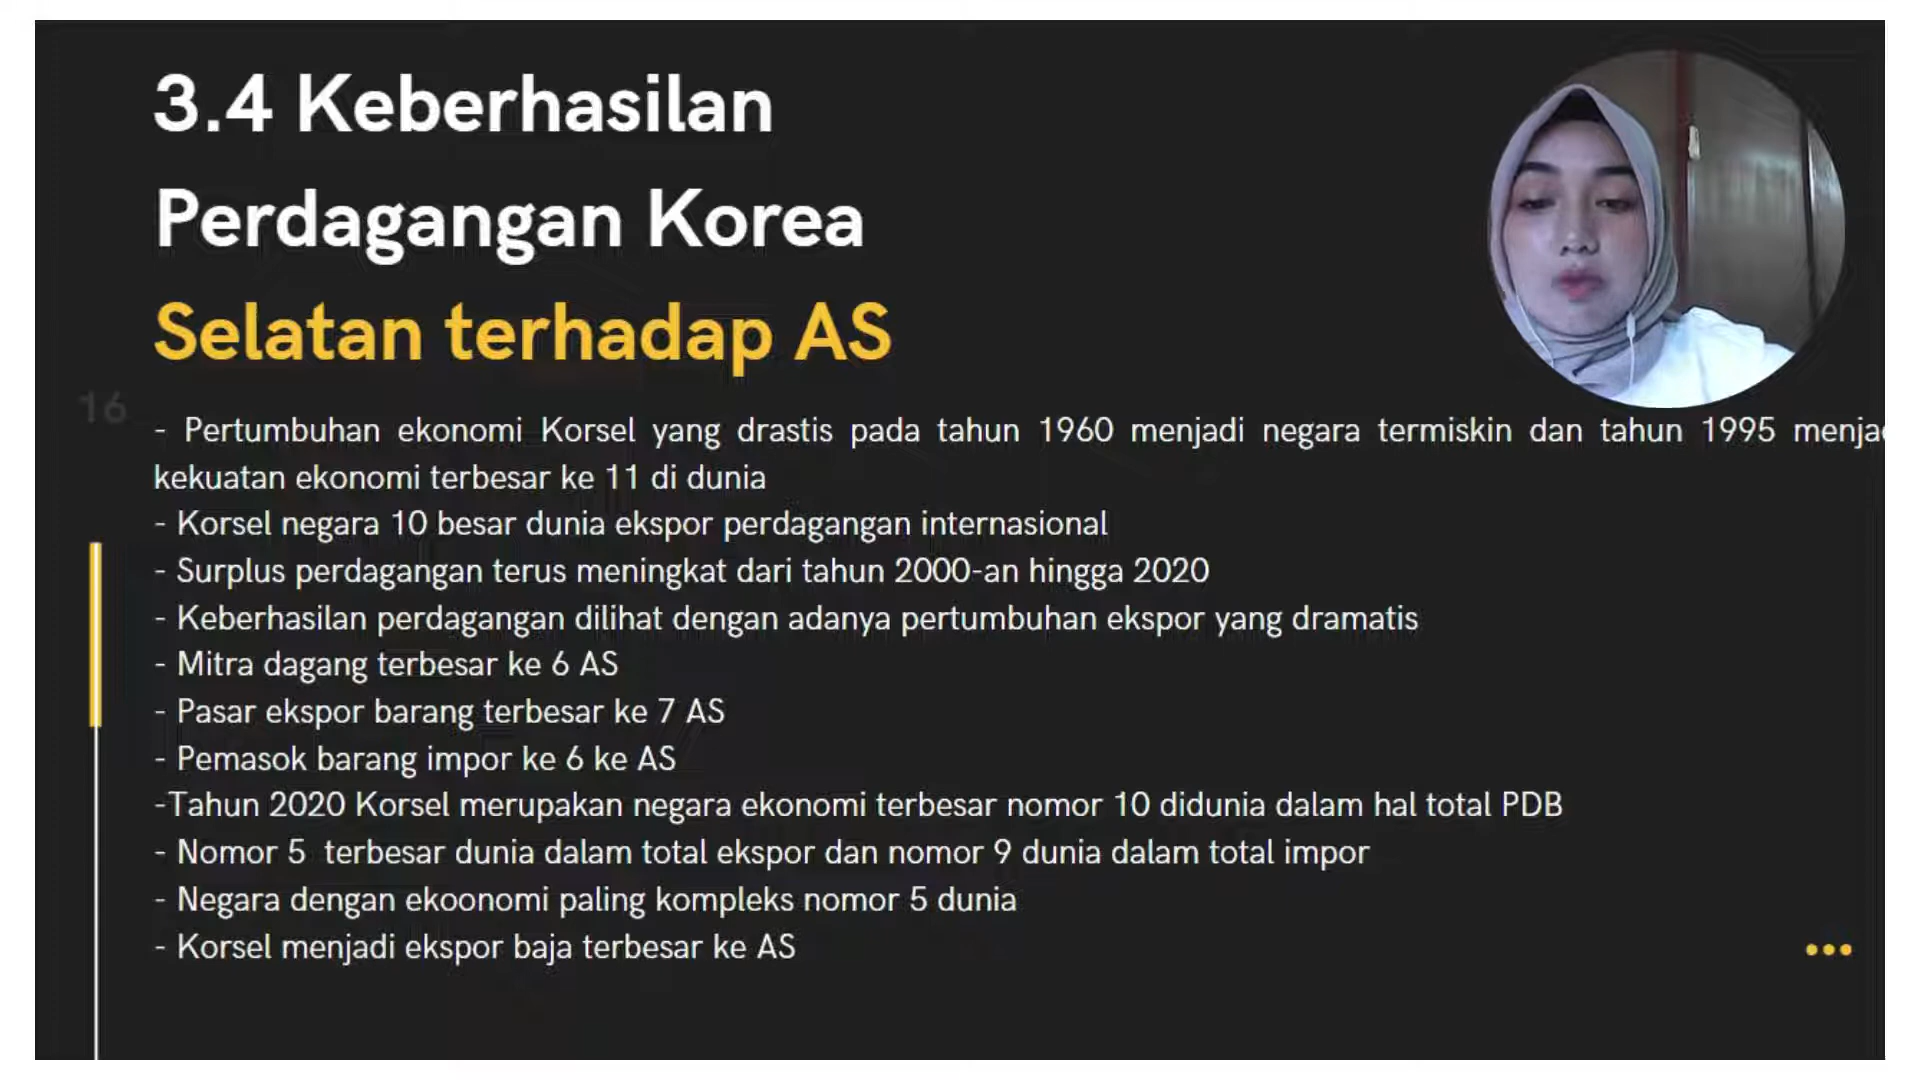 3.4 Keberhasilan
Perdagangan Korea
Selatan terhadap AS
16
- Pertumbuhan ekonomi Korsel yang drastis pada tahun 1960 menjadi negara termiskin dan tahun 1995
kekuatan ekonomi terbesar ke 11 di dunia
- Korsel negara 10 besar dunia ekspor perdagangan internasional
- Surplus perdagangan terus meningkat dari tahun 2000-an hingga 2020
- Keberhasilan perdagangan dilihat dengan adanya pertumbuhan ekspor yang dramatis
- Mitra dagang terbesar ke 6 AS
- Pasar ekspor barang terbesar ke 7 AS
- Pemasok barang impor ke 6 ke AS
-Tahun 2020 Korsel merupakan negara ekonomi terbesar nomor 10 didunia dalam hal total PDB
- Nomor 5 terbesar dunia dalam total ekspor dan nomor 9 dunia dalam total impor
- Negara dengan ekoonomi paling kompleks nomor 5 dunia
- Korsel menjadi ekspor baja terbesar ke AS